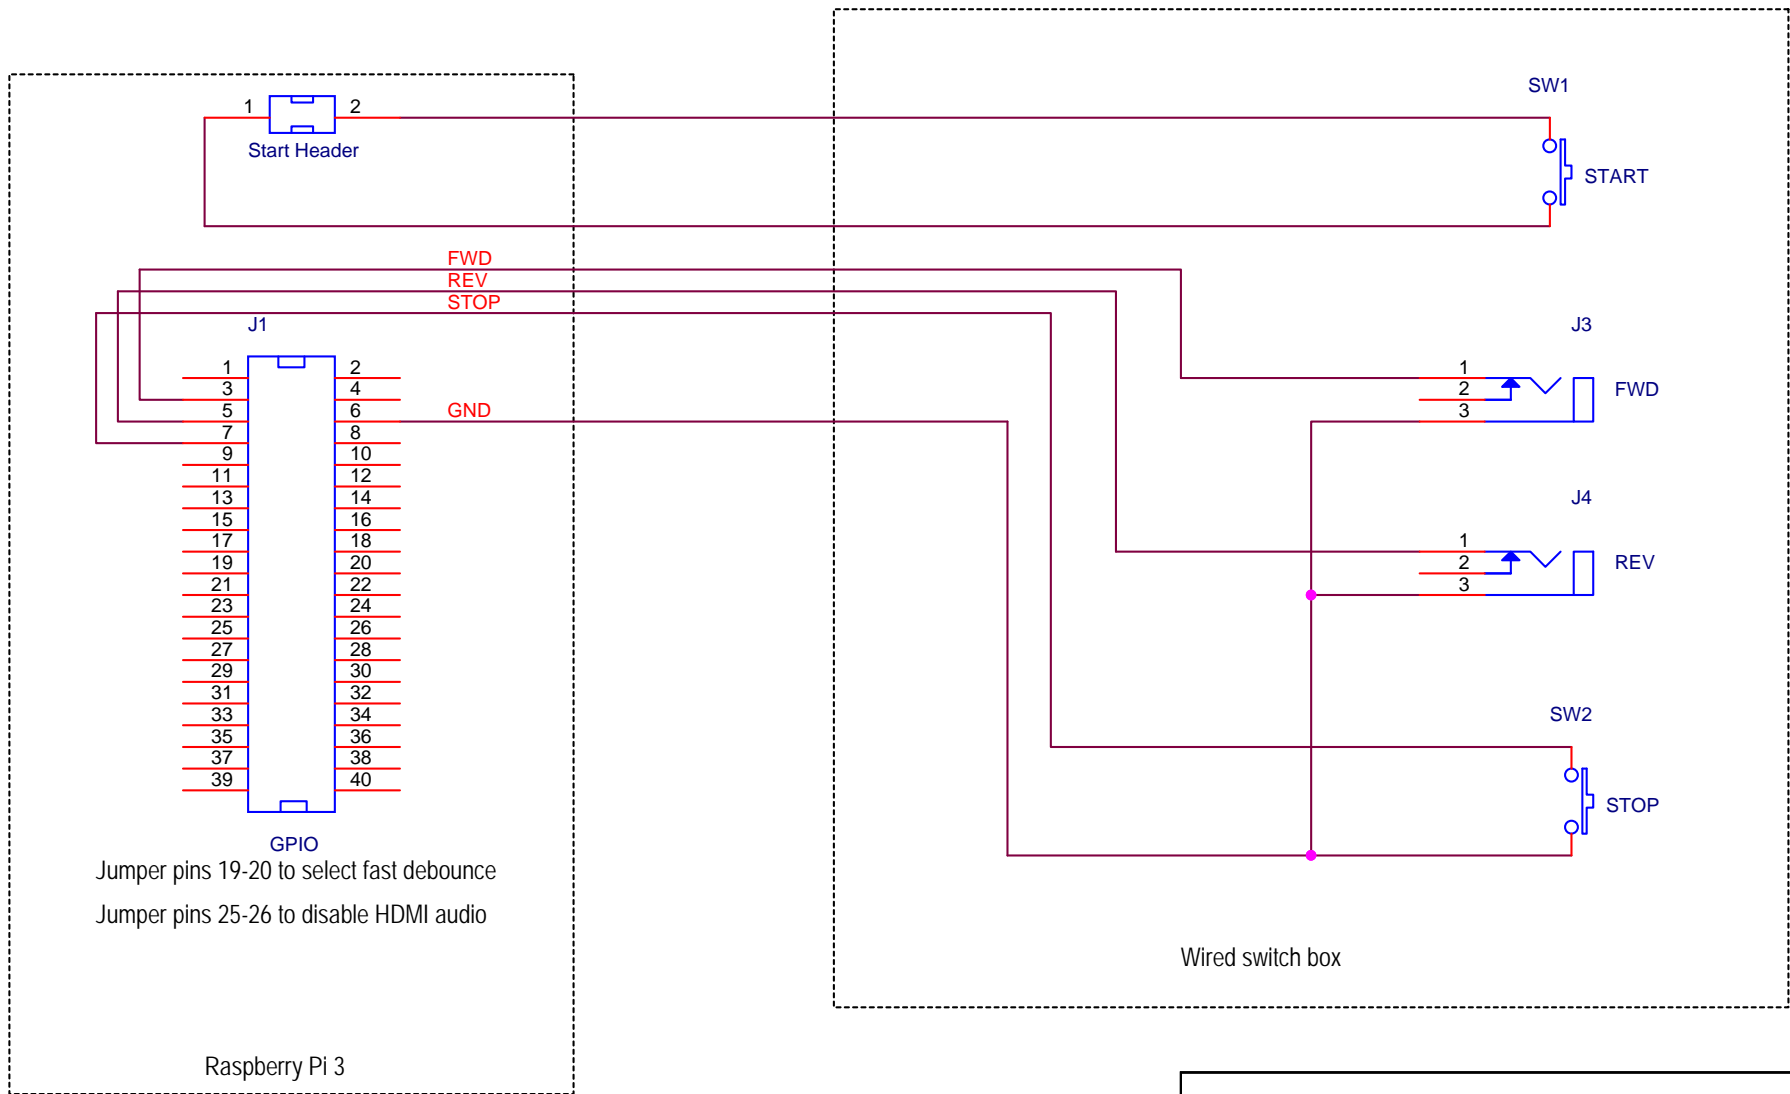 SW1
1 2
Start Header
START
FWD
REV
STOP
J1
J3
1 2
3 4
5 6
7 8
9 10
11 12
13 14
15 16
17 18
19 20
21 22
23 24
25 26
27 28
29 30
31 32
33 34
35 36
37 38
39 40
GND
1
2
3
FWD
J4
1
2
3
REV
SW2
STOP
GPIO
Jumper pins 19-20 to select fast debounce
Jumper pins 25-26 to disable HDMI audio
Wired switch box
Raspberry Pi 3